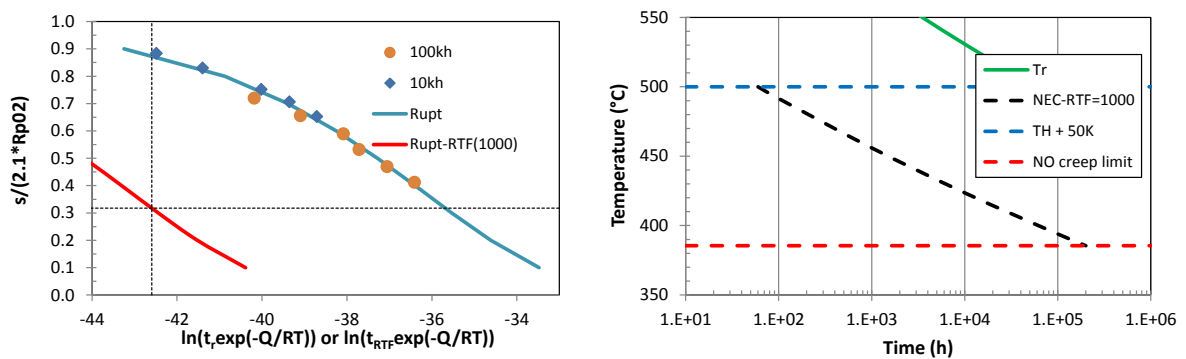 s/(2.1*Rp02)
1.0
0.9
0.8
0.7
0.6
0.5
0.4
0.3
0.2
0.1
0.0
100kh
10kh
Rupt
Rupt-RTF(1000)
-44 -42 -40 -38 -36 -34
ln(trexp(-Q/RT)) or ln(tRTFexp(-Q/RT))
Temperature (°C)
550
500
450
400
350
Tr
NEC-RTF=1000
TH + 50K
NO creep limit
1.E+01 1.E+02 1.E+03 1.E+04 1.E+05 1.E+06
Time (h)